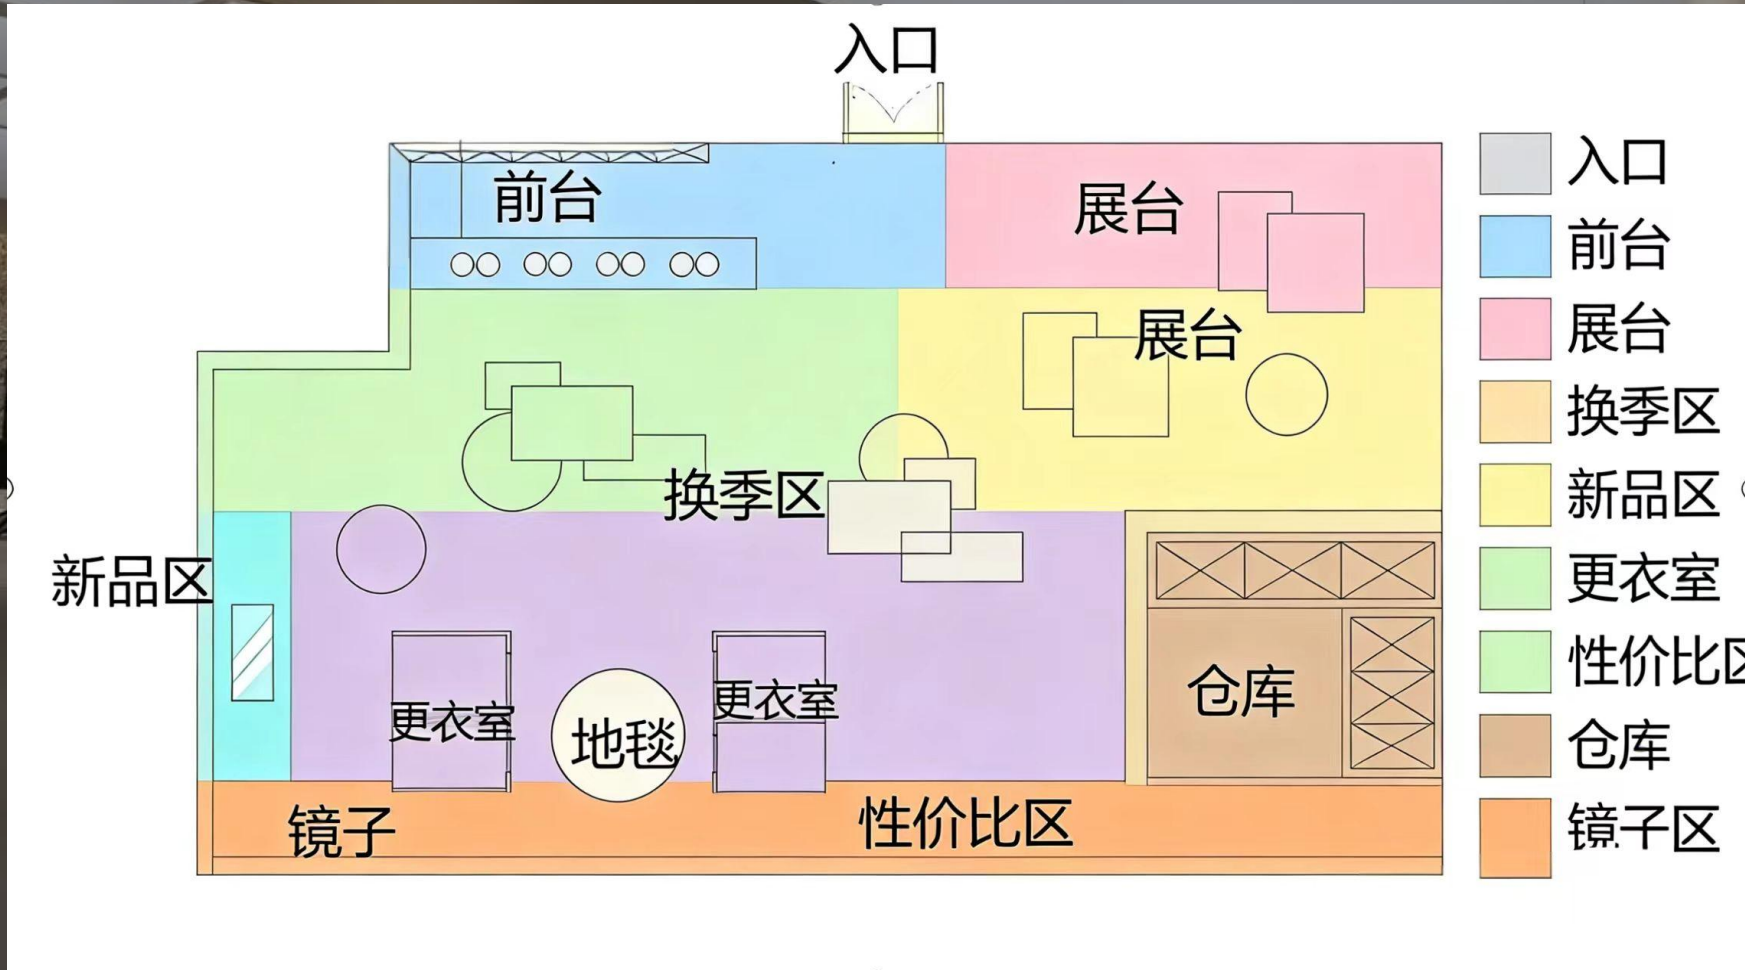 入口
前台
展台
展台
换季区
新品区
更衣室
地毯
更衣室
仓库
镜子
性价比区
入口
前台
展台
换季区
新品区
更衣室
性价比区
仓库
镜子区